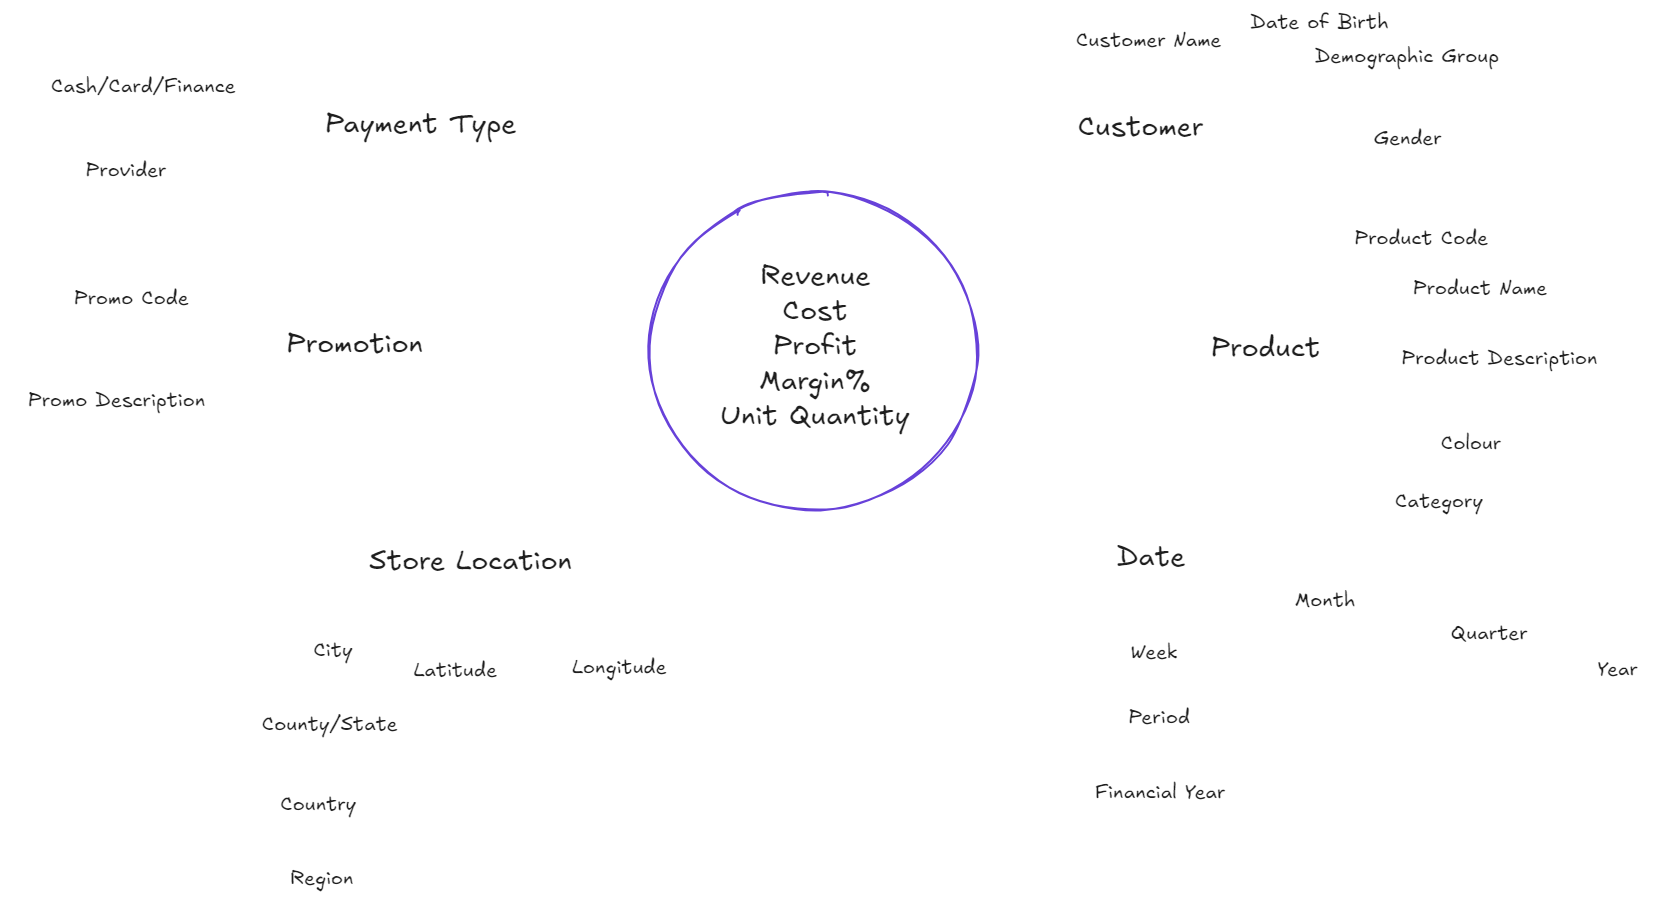 Cash/Card/Finance
Payment Type
Provider
Promo Code
Promotion
Promo Description
Revenue
Cost
Profit
Margin%
Unit Quantity
Customer Name
Date of Birth
Demographic Group
Customer
Gender
Product Code
Product Name
Product
Product Description
Colour
Category
Store Location
City
Latitude
Longitude
County/State
Country
Region
Date
Month
Quarter
Year
Week
Period
Financial Year